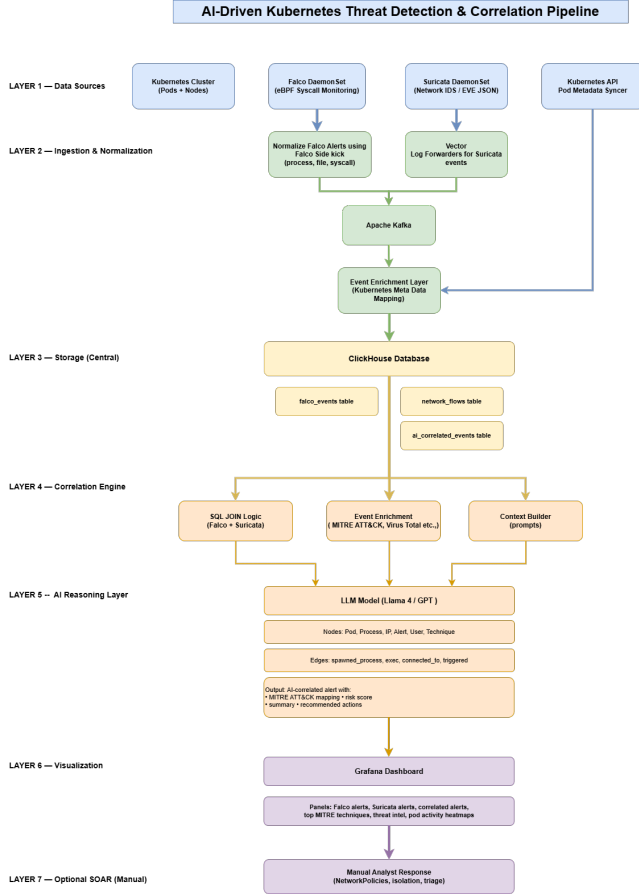 AI-Driven Kubernetes Threat Detection & Correlation Pipeline
LAYER 1 — Data Sources
Kubernetes Cluster
(Pods + Nodes)
Falco DaemonSet
(eBPF Syscall Monitoring)
Suricata DaemonSet
(Network IDS / EVE JSON)
Kubernetes API
Pod Metadata Syncer
LAYER 2 — Ingestion & Normalization
Normalize Falco Alerts using
Falco Side kick
(process, file, syscall)
Vector
Log Forwarders for Suricata
events
Apache Kafka
Event Enrichment Layer
(Kubernetes Meta Data
Mapping)
LAYER 3 — Storage (Central)
ClickHouse Database
falco_events table
network_flows table
ai_correlated_events table
LAYER 4 — Correlation Engine
SQL JOIN Logic
(Falco + Suricata)
Event Enrichment
( MITRE ATT&CK, Virus Total etc.,)
Context Builder
(prompts)
LAYER 5 -- AI Reasoning Layer
LLM Model (Llama 4 / GPT )
Nodes: Pod, Process, IP, Alert, User, Technique
Edges: spawned_process, exec, connected_to, triggered
Output: AI-correlated alert with:
• MITRE ATT&CK mapping • risk score
• summary • recommended actions
LAYER 6 — Visualization
Grafana Dashboard
Panels: Falco alerts, Suricata alerts, correlated alerts,
top MITRE techniques, threat intel, pod activity heatmaps
LAYER 7 — Optional SOAR (Manual)
Manual Analyst Response
(NetworkPolicies, isolation, triage)